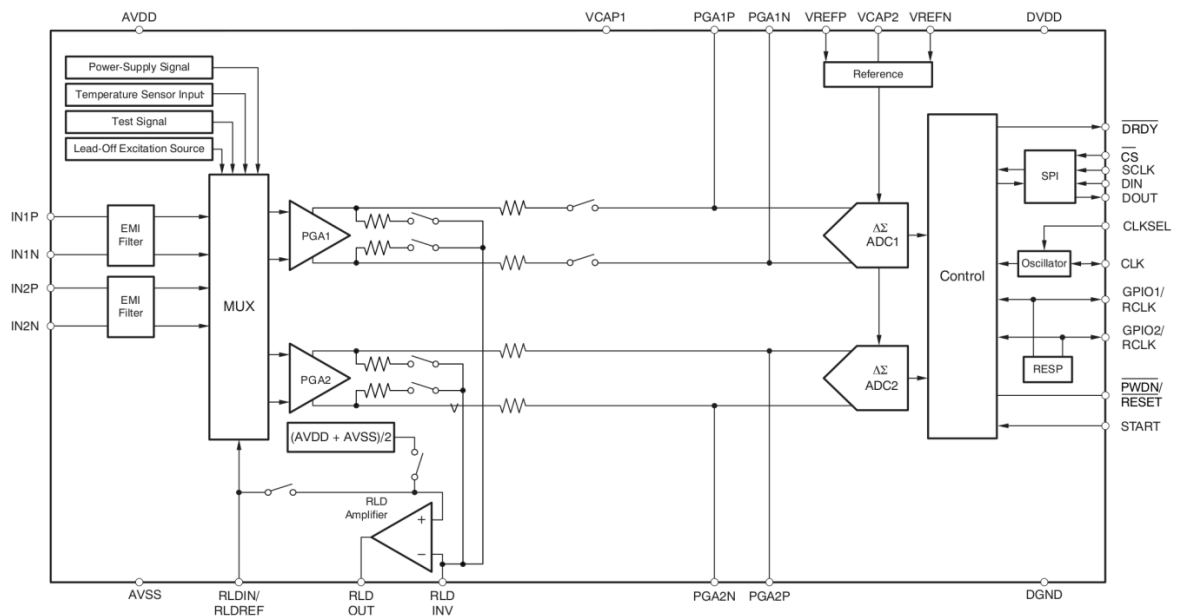 AVDD
VCAP1
PGA1P
PGA1N
VREFP
VCAP2
VREFN
DVDD
Power-Supply Signal
Temperature Sensor Input
Test Signal
Lead-Off Excitation Source
Reference
DRDY
CS
SCLK
DIN
DOUT
SPI
CLKSEL
Oscillator
CLK
GPIO1/
RCLK
GPIO2/
RCLK
RESP
PWDN/
RESET
START
IN1P
IN1N
IN2P
IN2N
EMI
Filter
EMI
Filter
MUX
PGA1
PGA2
ΔΣ
ADC1
ΔΣ
ADC2
Control
V
(AVDD + AVSS)/2
RLD
Amplifier
+
−
AVSS
RLDIN/
RLDREF
RLD
OUT
RLD
INV
PGA2N
PGA2P
DGND